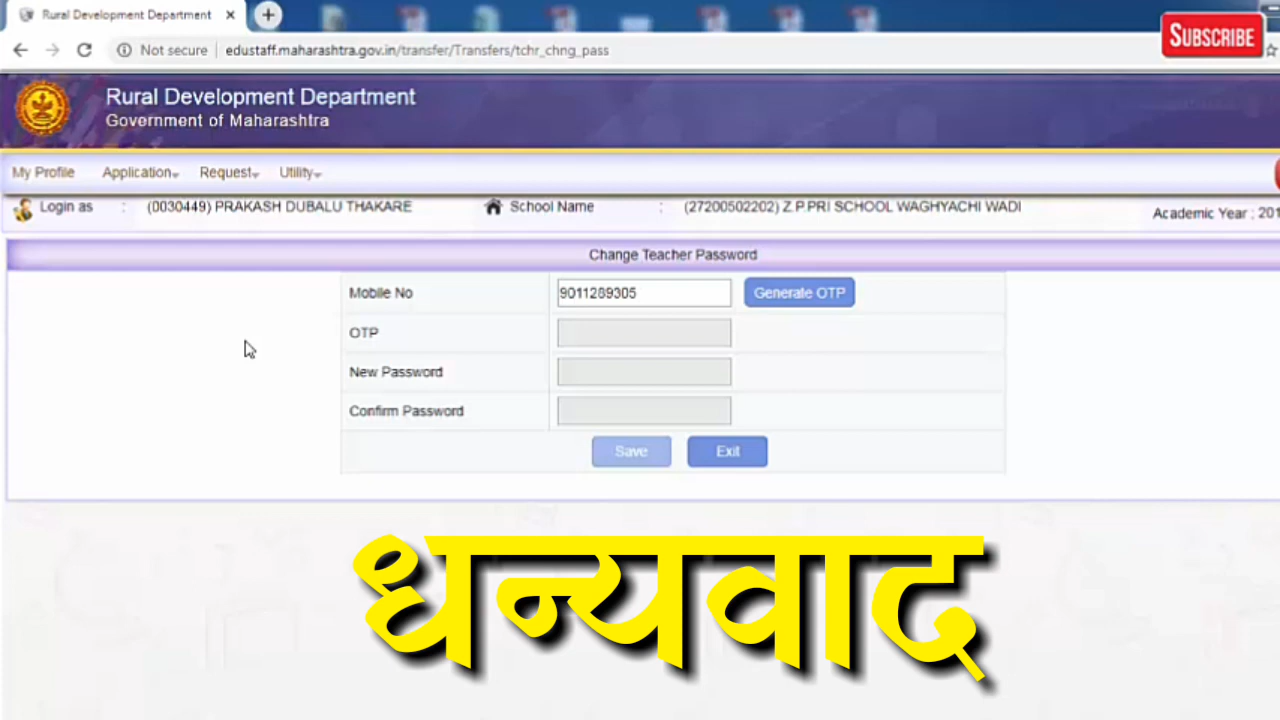 Rural Development Department
SUBSCRIBE
Not secure | edustaff.maharashtra.gov.in/transfer/Transfers/tchr_chng_pass
Rural Development Department
Government of Maharashtra
My Profile Application Request Utility
Login as : (0030449) PRAKASH DUBALU THAKARE School Name : (27200502202) Z.P.PRI SCHOOL WAGHYACHI WADI
Academic Year : 201
Change Teacher Password
Mobile No 9011289305 Generate OTP
OTP
New Password
Confirm Password
Save Exit
धन्यवाद